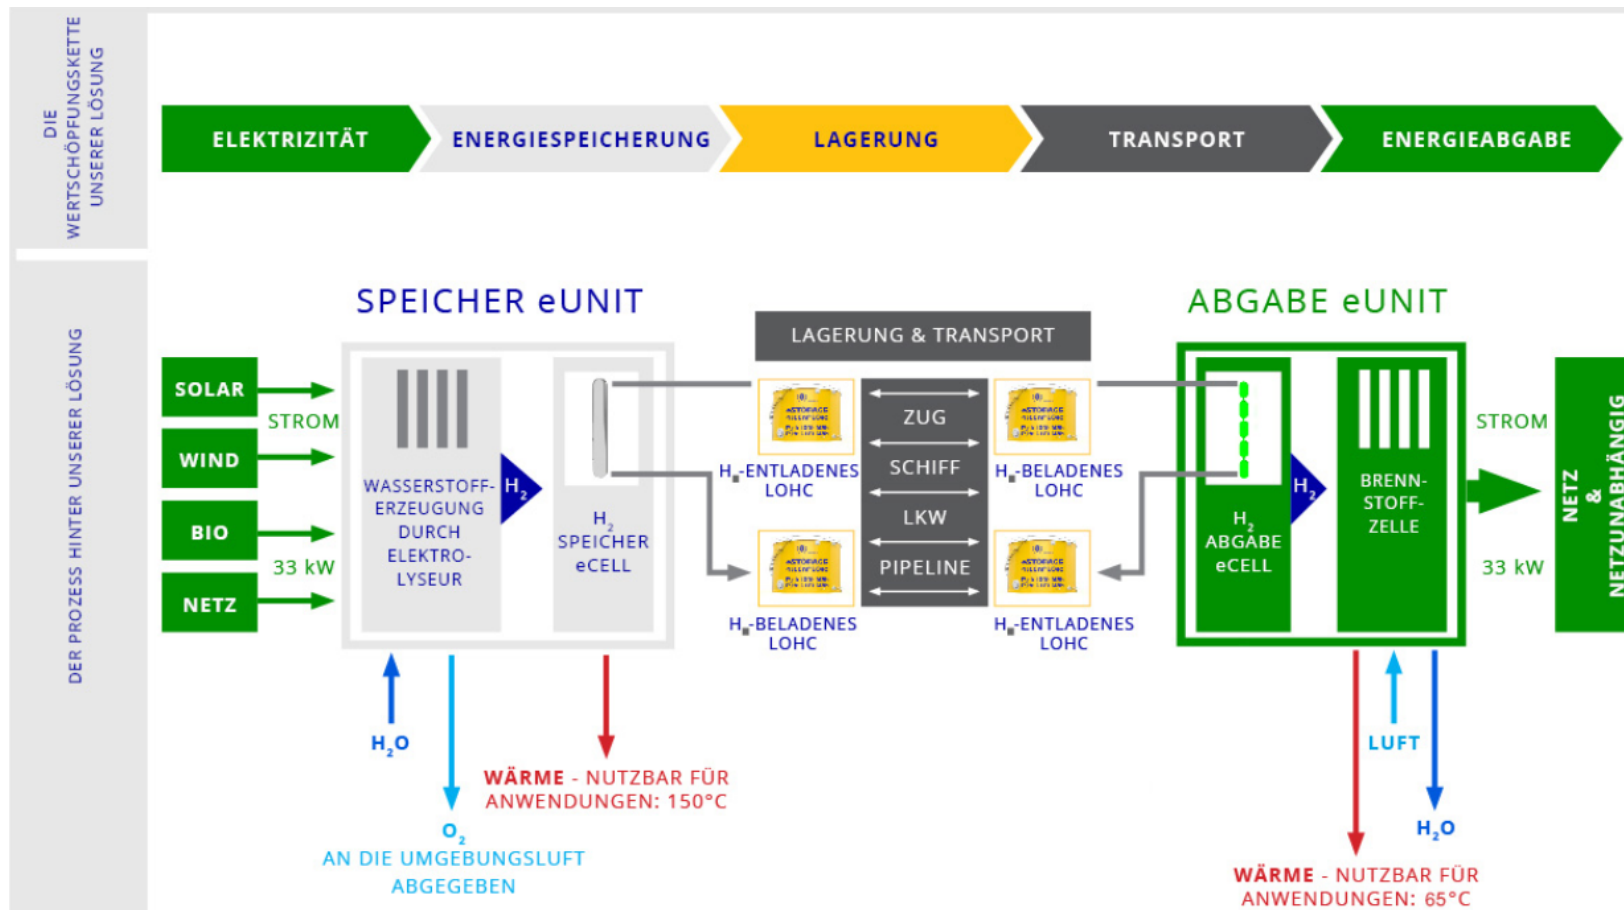 DIE
WERTSCHÖPFUNGSKETTE
UNSERER LÖSUNG
ELEKTRIZITÄT
ENERGIESPEICHERUNG
LAGERUNG
TRANSPORT
ENERGIEABGABE
DER PROZESS HINTER UNSERER LÖSUNG
SPEICHER eUNIT
SOLAR
WIND
BIO
NETZ
STROM
33 kW
WASSERSTOFF-
ERZEUGUNG
DURCH
ELEKTRO-
LYSEUR
H₂
H₂
SPEICHER
eCELL
H₂O
O₂
AN DIE UMGEBUNGSLUFT
ABGEGEBEN
WÄRME - NUTZBAR FÜR
ANWENDUNGEN: 150°C
LAGERUNG & TRANSPORT
eSTORAGE
H -ENTLADENES
LOHC
eSTORAGE
H -BELADENES
LOHC
ZUG
SCHIFF
LKW
PIPELINE
eSTORAGE
H -BELADENES
LOHC
eSTORAGE
H -ENTLADENES
LOHC
ABGABE eUNIT
H₂
ABGABE
eCELL
H₂
BRENN-
STOFF-
ZELLE
STROM
33 kW
NETZ
&
NETZUNABHÄNGIG
LUFT
H₂O
WÄRME - NUTZBAR FÜR
ANWENDUNGEN: 65°C